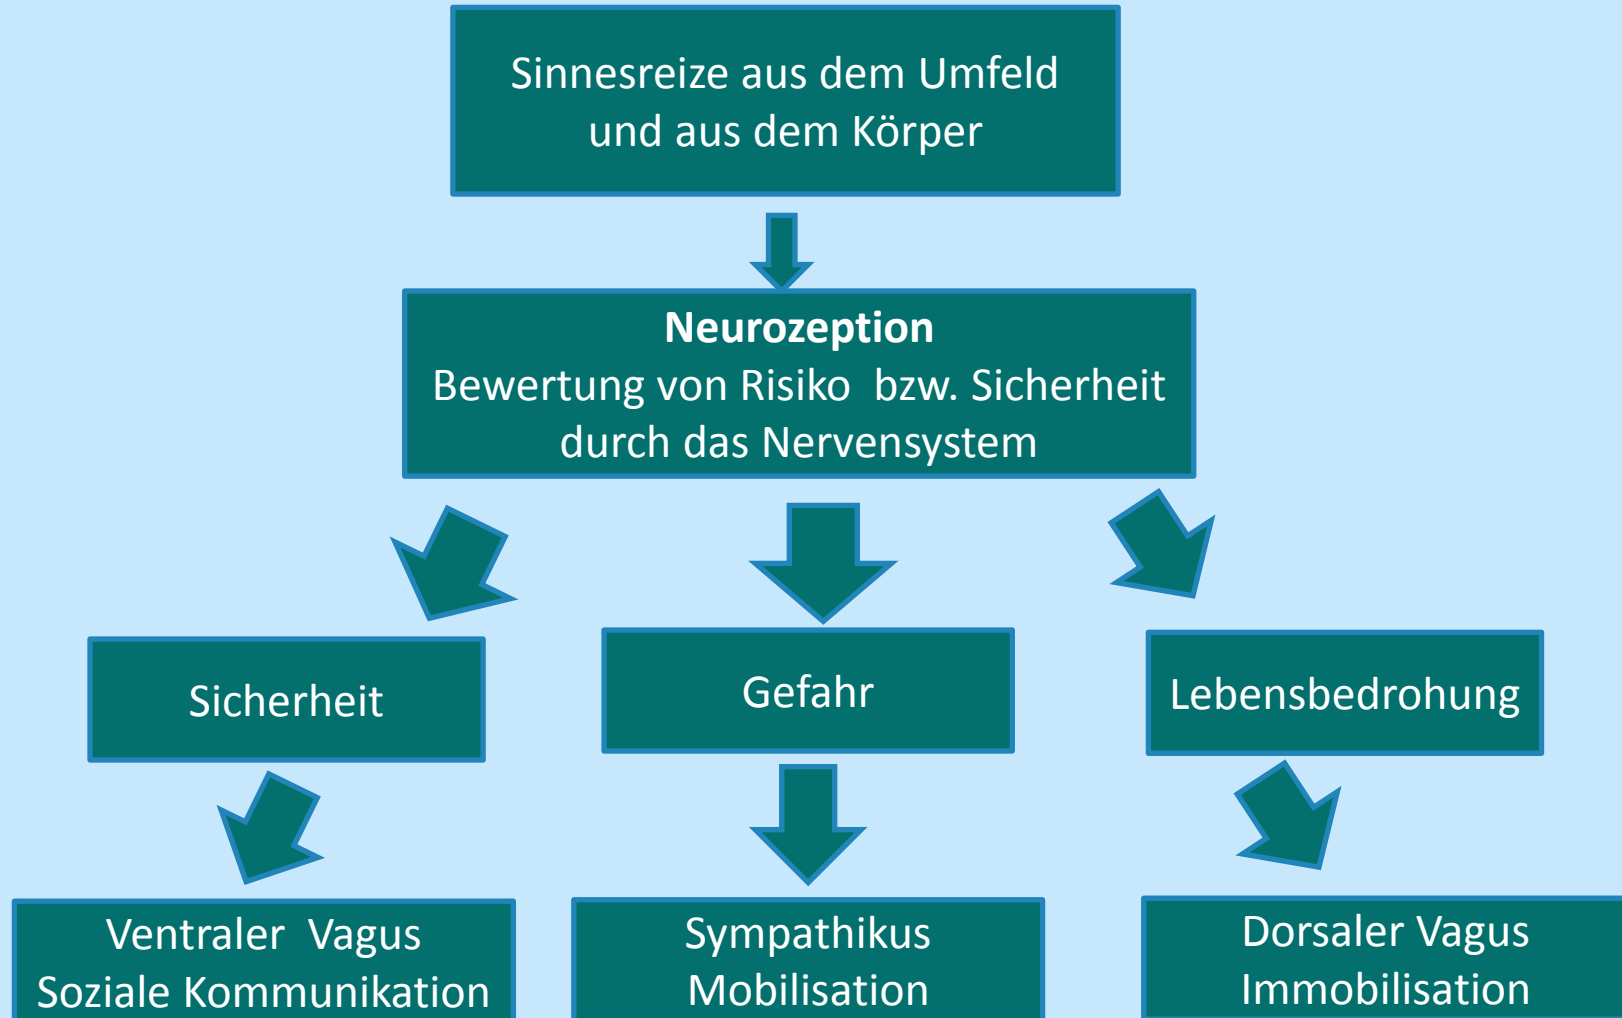 Sinnesreize aus dem Umfeld
und aus dem Körper
Neurozeption
Bewertung von Risiko bzw. Sicherheit
durch das Nervensystem
Sicherheit
Gefahr
Lebensbedrohung
Ventraler Vagus
Soziale Kommunikation
Sympathikus
Mobilisation
Dorsaler Vagus
Immobilisation